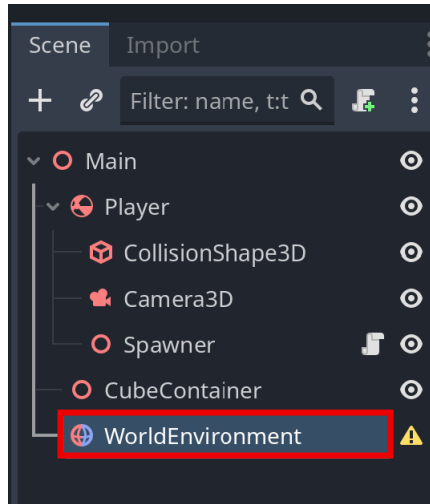 Scene Import
Filter: name, t:t
Main
Player
CollisionShape3D
Camera3D
Spawner
CubeContainer
WorldEnvironment